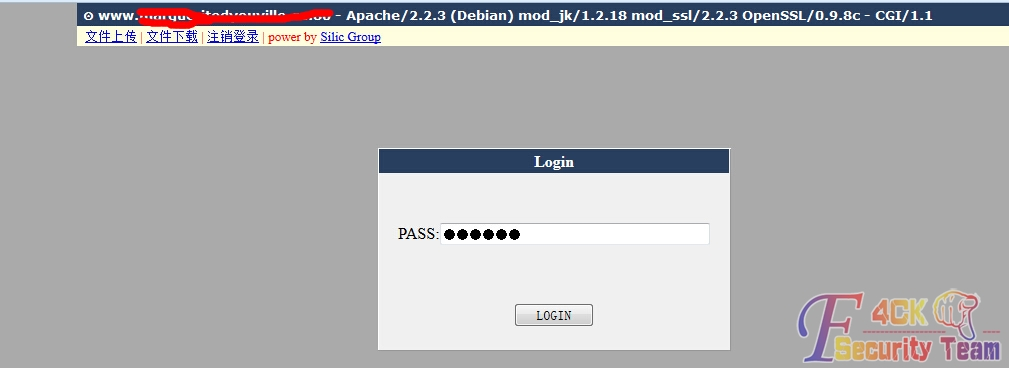 www. - Apache/2.2.3 (Debian) mod_jk/1.2.18 mod_ssl/2.2.3 OpenSSL/0.9.8c - CGI/1.1
文件上传 | 文件下载 | 注销登录 | power by Silic Group
Login
PASS:
LOGIN
F4CK
Security Team